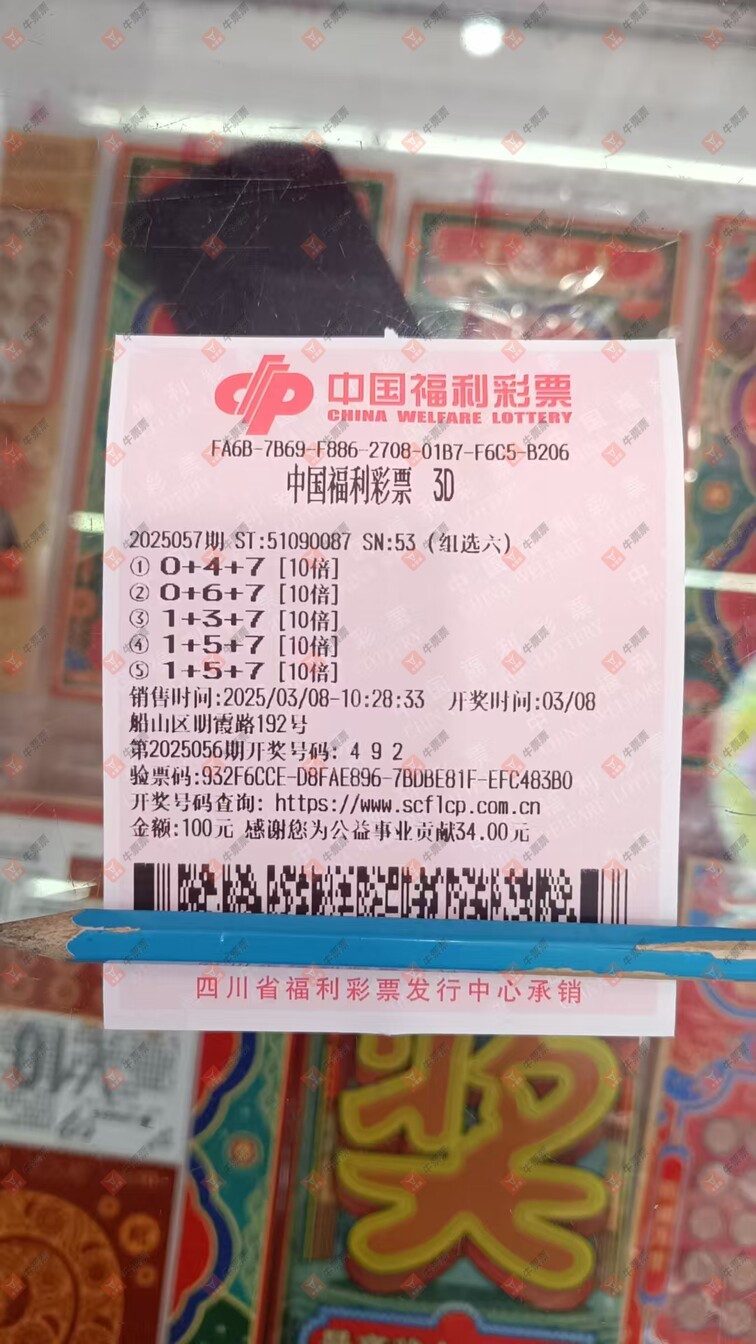 中国福利彩票
CHINA WELFARE LOTTERY
FA6B-7B69-F886-2708-01B7-F6C5-B206
中国福利彩票 3D
2025057期 ST:51090087 SN:53 (组选六)
① 0+4+7 [10倍]
② 0+6+7 [10倍]
③ 1+3+7 [10倍]
④ 1+5+7 [10倍]
⑤ 1+5+7 [10倍]
销售时间:2025/03/08-10:28:33 开奖时间:03/08
船山区明霞路192号
第2025056期开奖号码: 4 9 2
验票码:932F6CCE-D8FAE896-7BDBE81F-EFC483B0
开奖号码查询: https://www.scflcp.com.cn
金额:100元 感谢您为公益事业贡献34.00元
四川省福利彩票发行中心承销
奖